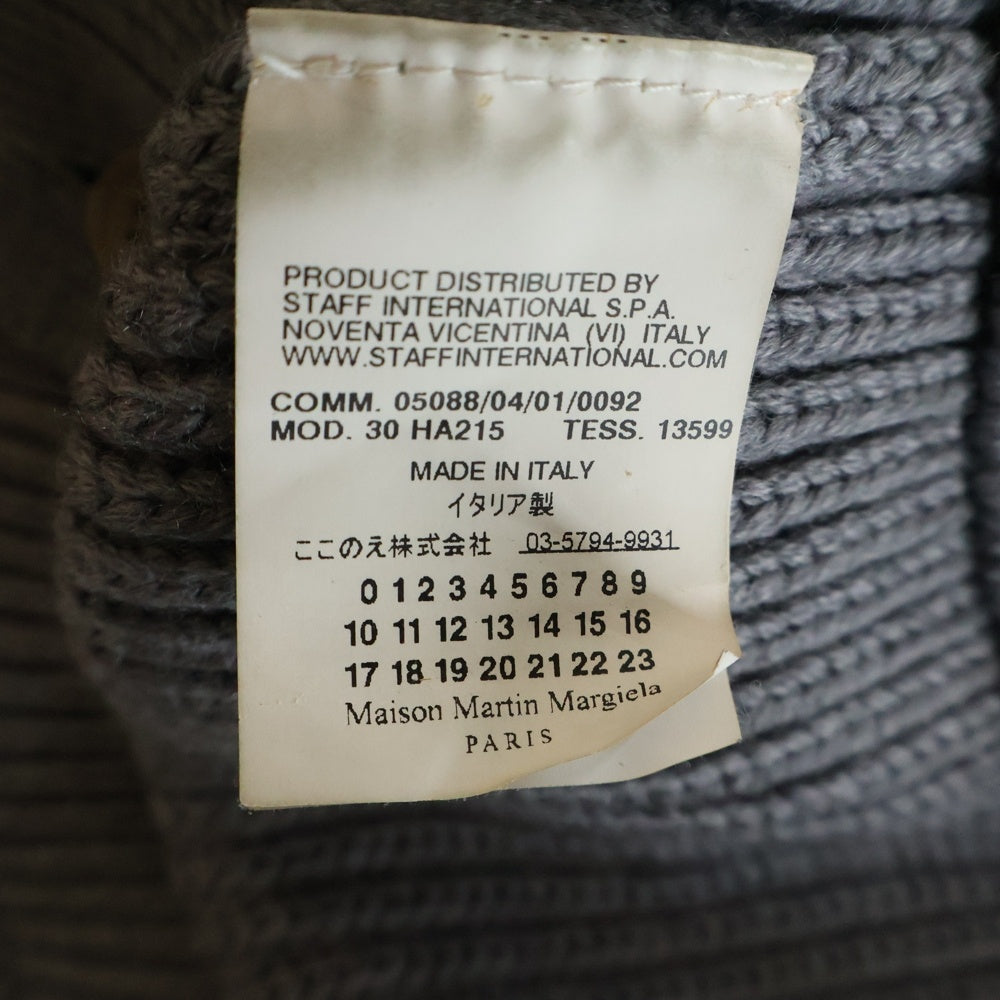 PRODUCT DISTRIBUTED BY
STAFF INTERNATIONAL S.P.A.
NOVENTA VICENTINA (VI) ITALY
WWW.STAFFINTERNATIONAL.COM
COMM. 05088/04/01/0092
MOD. 30 HA215 TESS. 13599
MADE IN ITALY
イタリア製
ここのえ株式会社 03-5794-9931
0 1 2 3 4 5 6 7 8 9
10 11 12 13 14 15 16
17 18 19 20 21 22 23
Maison Martin Margiela
PARIS